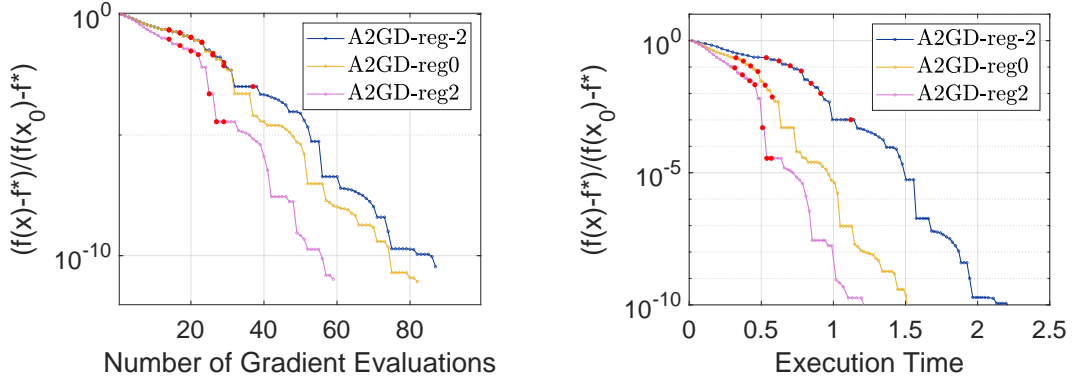 10^0
10^-10
(f(x)-f*)/(f(x_0)-f*)
A2GD-reg-2
A2GD-reg0
A2GD-reg2
20
40
60
80
Number of Gradient Evaluations
10^0
10^-5
10^-10
(f(x)-f*)/(f(x_0)-f*)
A2GD-reg-2
A2GD-reg0
A2GD-reg2
0
0.5
1
1.5
2
2.5
Execution Time